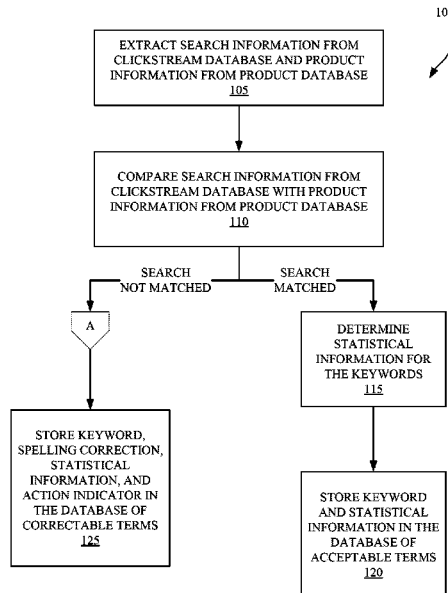 10
EXTRACT SEARCH INFORMATION FROM
CLICKSTREAM DATABASE AND PRODUCT
INFORMATION FROM PRODUCT DATABASE
105
COMPARE SEARCH INFORMATION FROM
CLICKSTREAM DATABASE WITH PRODUCT
INFORMATION FROM PRODUCT DATABASE
110
SEARCH
NOT MATCHED
SEARCH
MATCHED
A
DETERMINE
STATISTICAL
INFORMATION FOR
THE KEYWORDS
115
STORE KEYWORD,
SPELLING CORRECTION,
STATISTICAL
INFORMATION, AND
ACTION INDICATOR IN
THE DATABASE OF
CORRECTABLE TERMS
125
STORE KEYWORD
AND STATISTICAL
INFORMATION IN THE
DATABASE OF
ACCEPTABLE TERMS
120